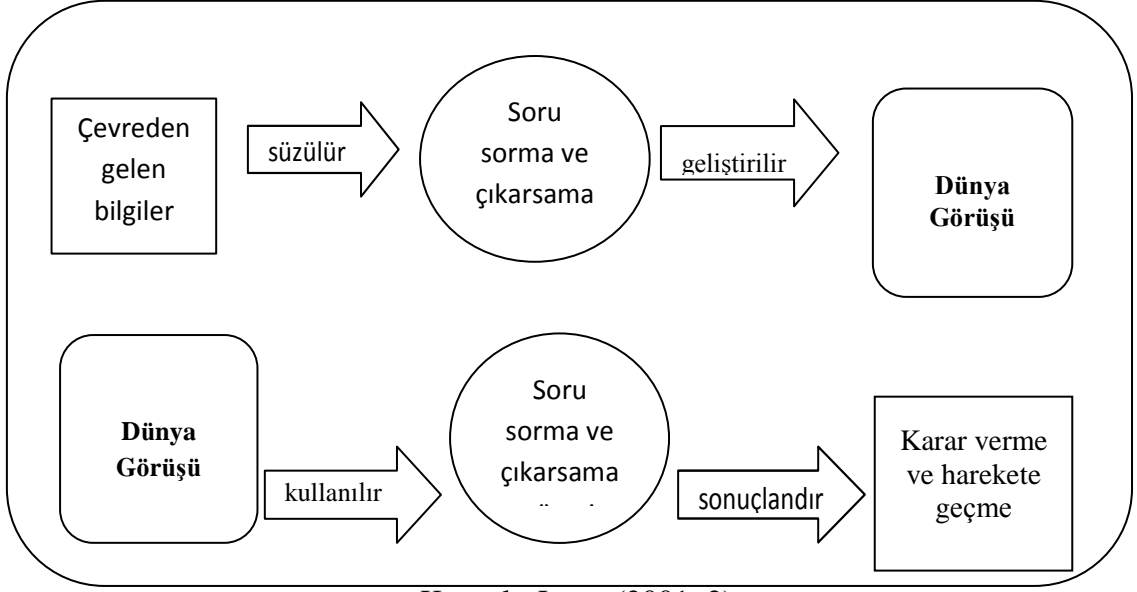 Çevreden
gelen
bilgiler
süzülür
Soru
sorma ve
çıkarsama
geliştirilir
Dünya
Görüşü
Dünya
Görüşü
kullanılır
Soru
sorma ve
çıkarsama
sonuçlandır
Karar verme
ve harekete
geçme